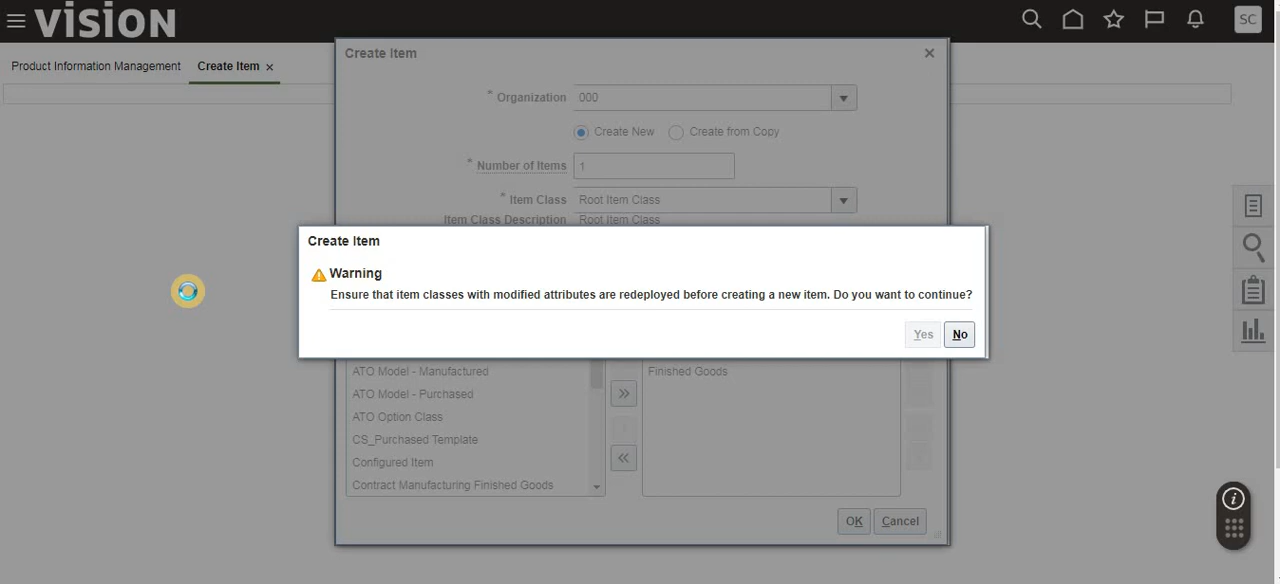 VISION
SC
Product Information Management
Create Item
Create Item
* Organization 000
Create New Create from Copy
* Number of Items 1
* Item Class Root Item Class
Item Class Description Root Item Class
Create Item
Warning
Ensure that item classes with modified attributes are redeployed before creating a new item. Do you want to continue?
Yes No
ATO Model - Manufactured
Finished Goods
ATO Model - Purchased
ATO Option Class
CS_Purchased Template
Configured Item
Contract Manufacturing Finished Goods
OK Cancel